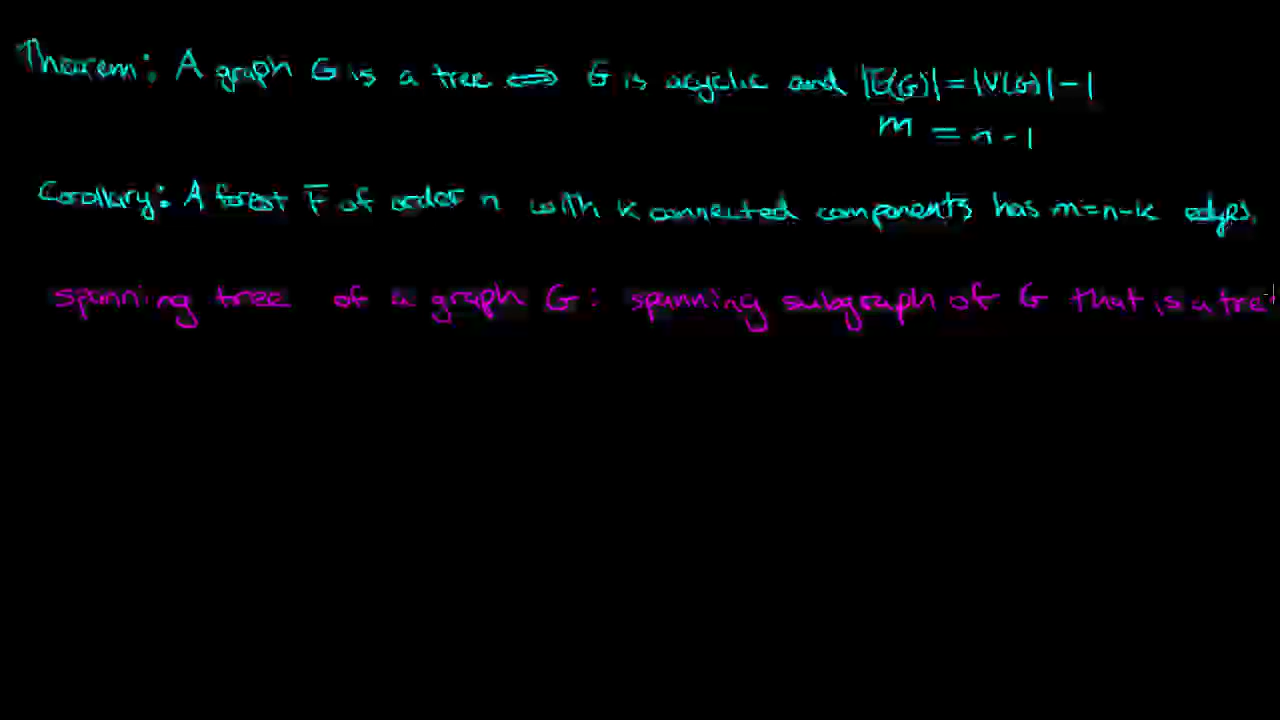 Theorem: A graph G is a tree ⟺ G is acyclic and |E(G)| = |V(G)| - 1
m = n - 1
Corollary: A forest F of order n with k connected components has m=n-k edges.
spanning tree of a graph G: spanning subgraph of G that is a tre